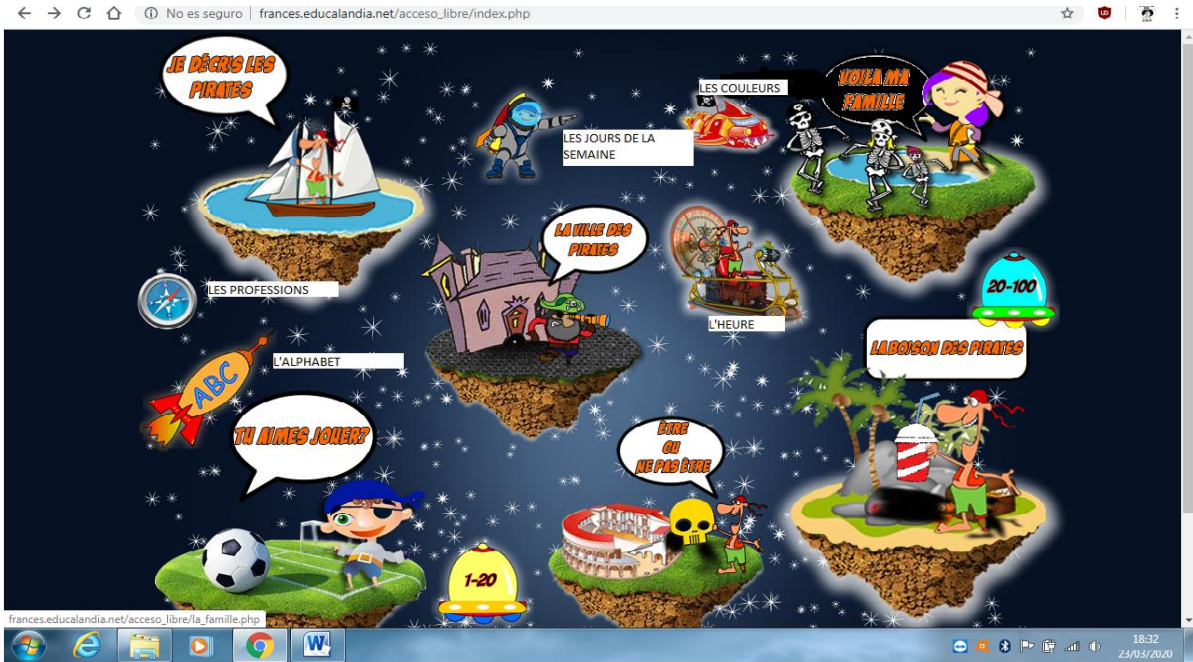 No es seguro | frances.educalandia.net/acceso_libre/index.php
JE DÉCRIS LES
PIRATES
LES COULEURS
VOILA MA
FAMILLE
LES JOURS DE LA
SEMAINE
LA VILLE DES
PIRATES
LES PROFESSIONS
20-100
L'HEURE
LA BOISON DES PIRATES
L'ALPHABET
ABC
TU AIMES JOUER?
ÊTRE
OU
NE PAS ÊTRE
1-20
frances.educalandia.net/acceso_libre/la_famille.php
18:32
23/03/2020